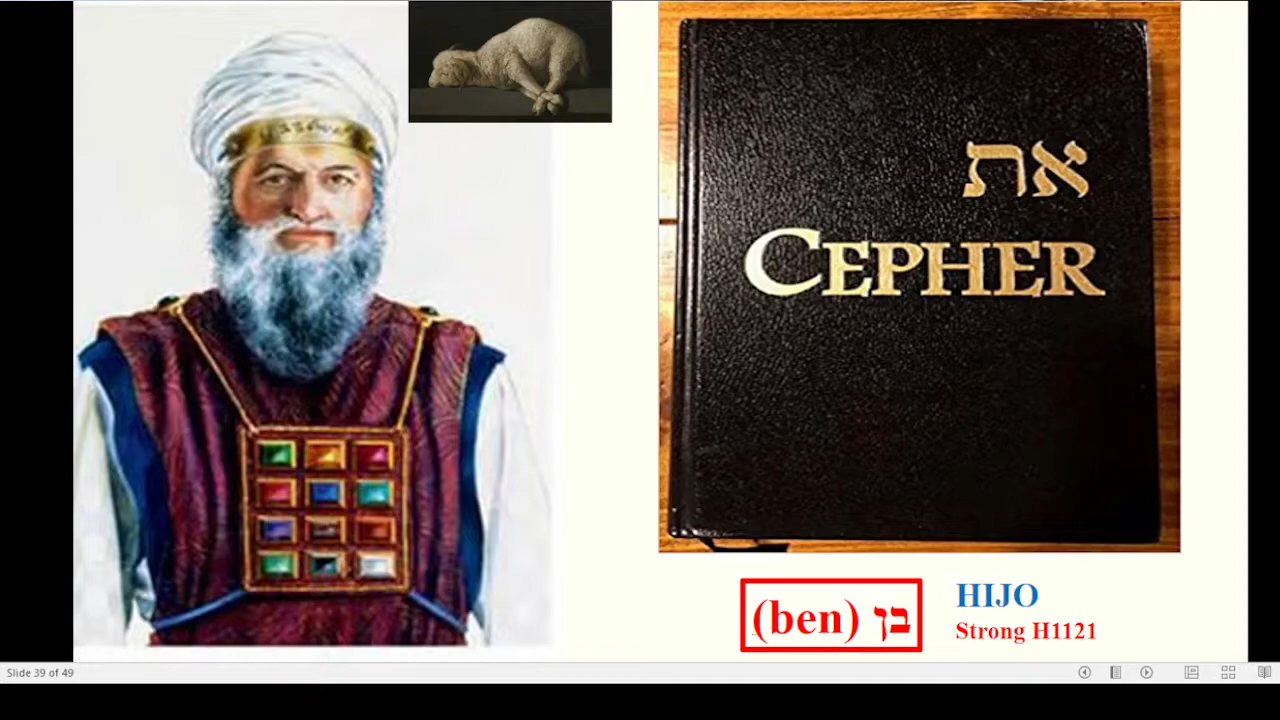 את
CEPHER
(ben) בן
HIJO
Strong H1121
Slide 39 of 49